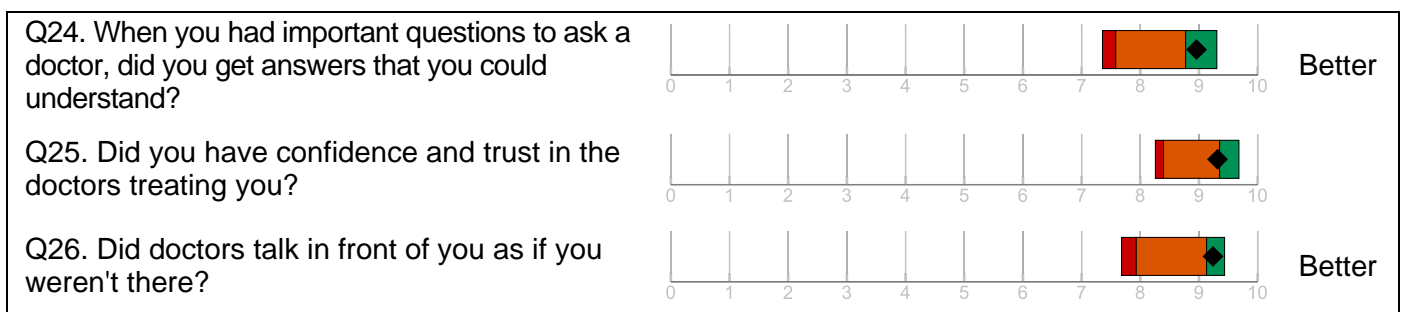 Q24. When you had important questions to ask a
doctor, did you get answers that you could
understand?
0 1 2 3 4 5 6 7 8 9 10
Better
Q25. Did you have confidence and trust in the
doctors treating you?
0 1 2 3 4 5 6 7 8 9 10
Q26. Did doctors talk in front of you as if you
weren't there?
0 1 2 3 4 5 6 7 8 9 10
Better